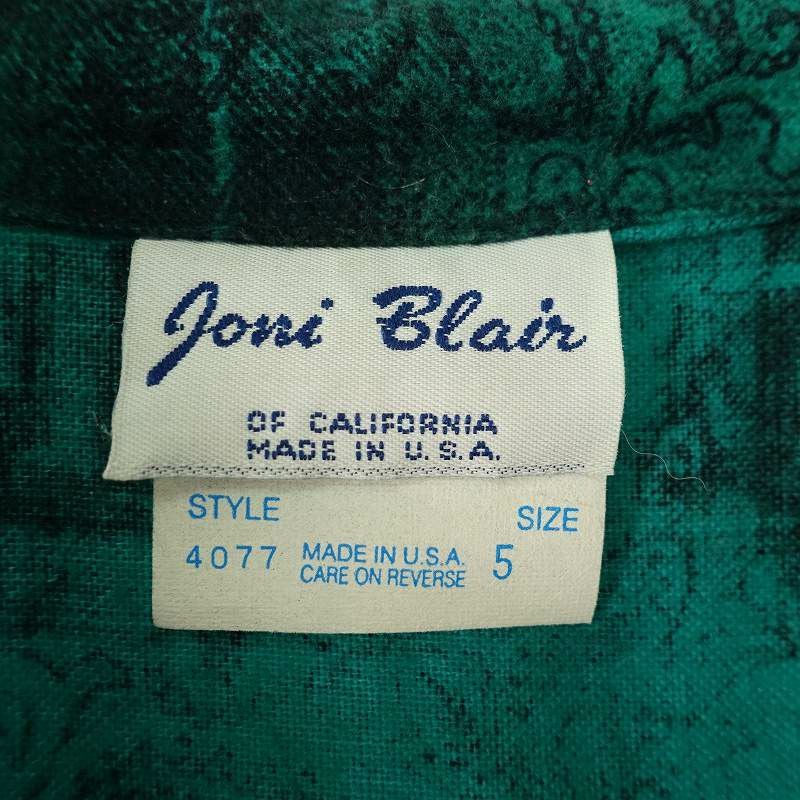 Joni Blair
OF CALIFORNIA
MADE IN U.S.A.
STYLE SIZE
4077 MADE IN U.S.A. 5
CARE ON REVERSE